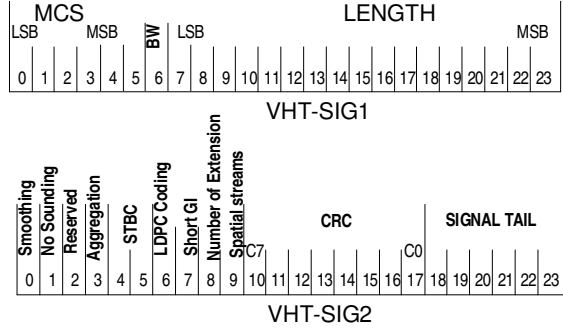 MCS LENGTH
LSB MSB BW LSB MSB
0 1 2 3 4 5 6 7 8 9 10 11 12 13 14 15 16 17 18 19 20 21 22 23
VHT-SIG1
Smoothing
No Sounding
Reserved
Aggregation
STBC
LDPC Coding
Short GI
Number of Extension
Spatial streams
CRC SIGNAL TAIL
C7 C0
0 1 2 3 4 5 6 7 8 9 10 11 12 13 14 15 16 17 18 19 20 21 22 23
VHT-SIG2